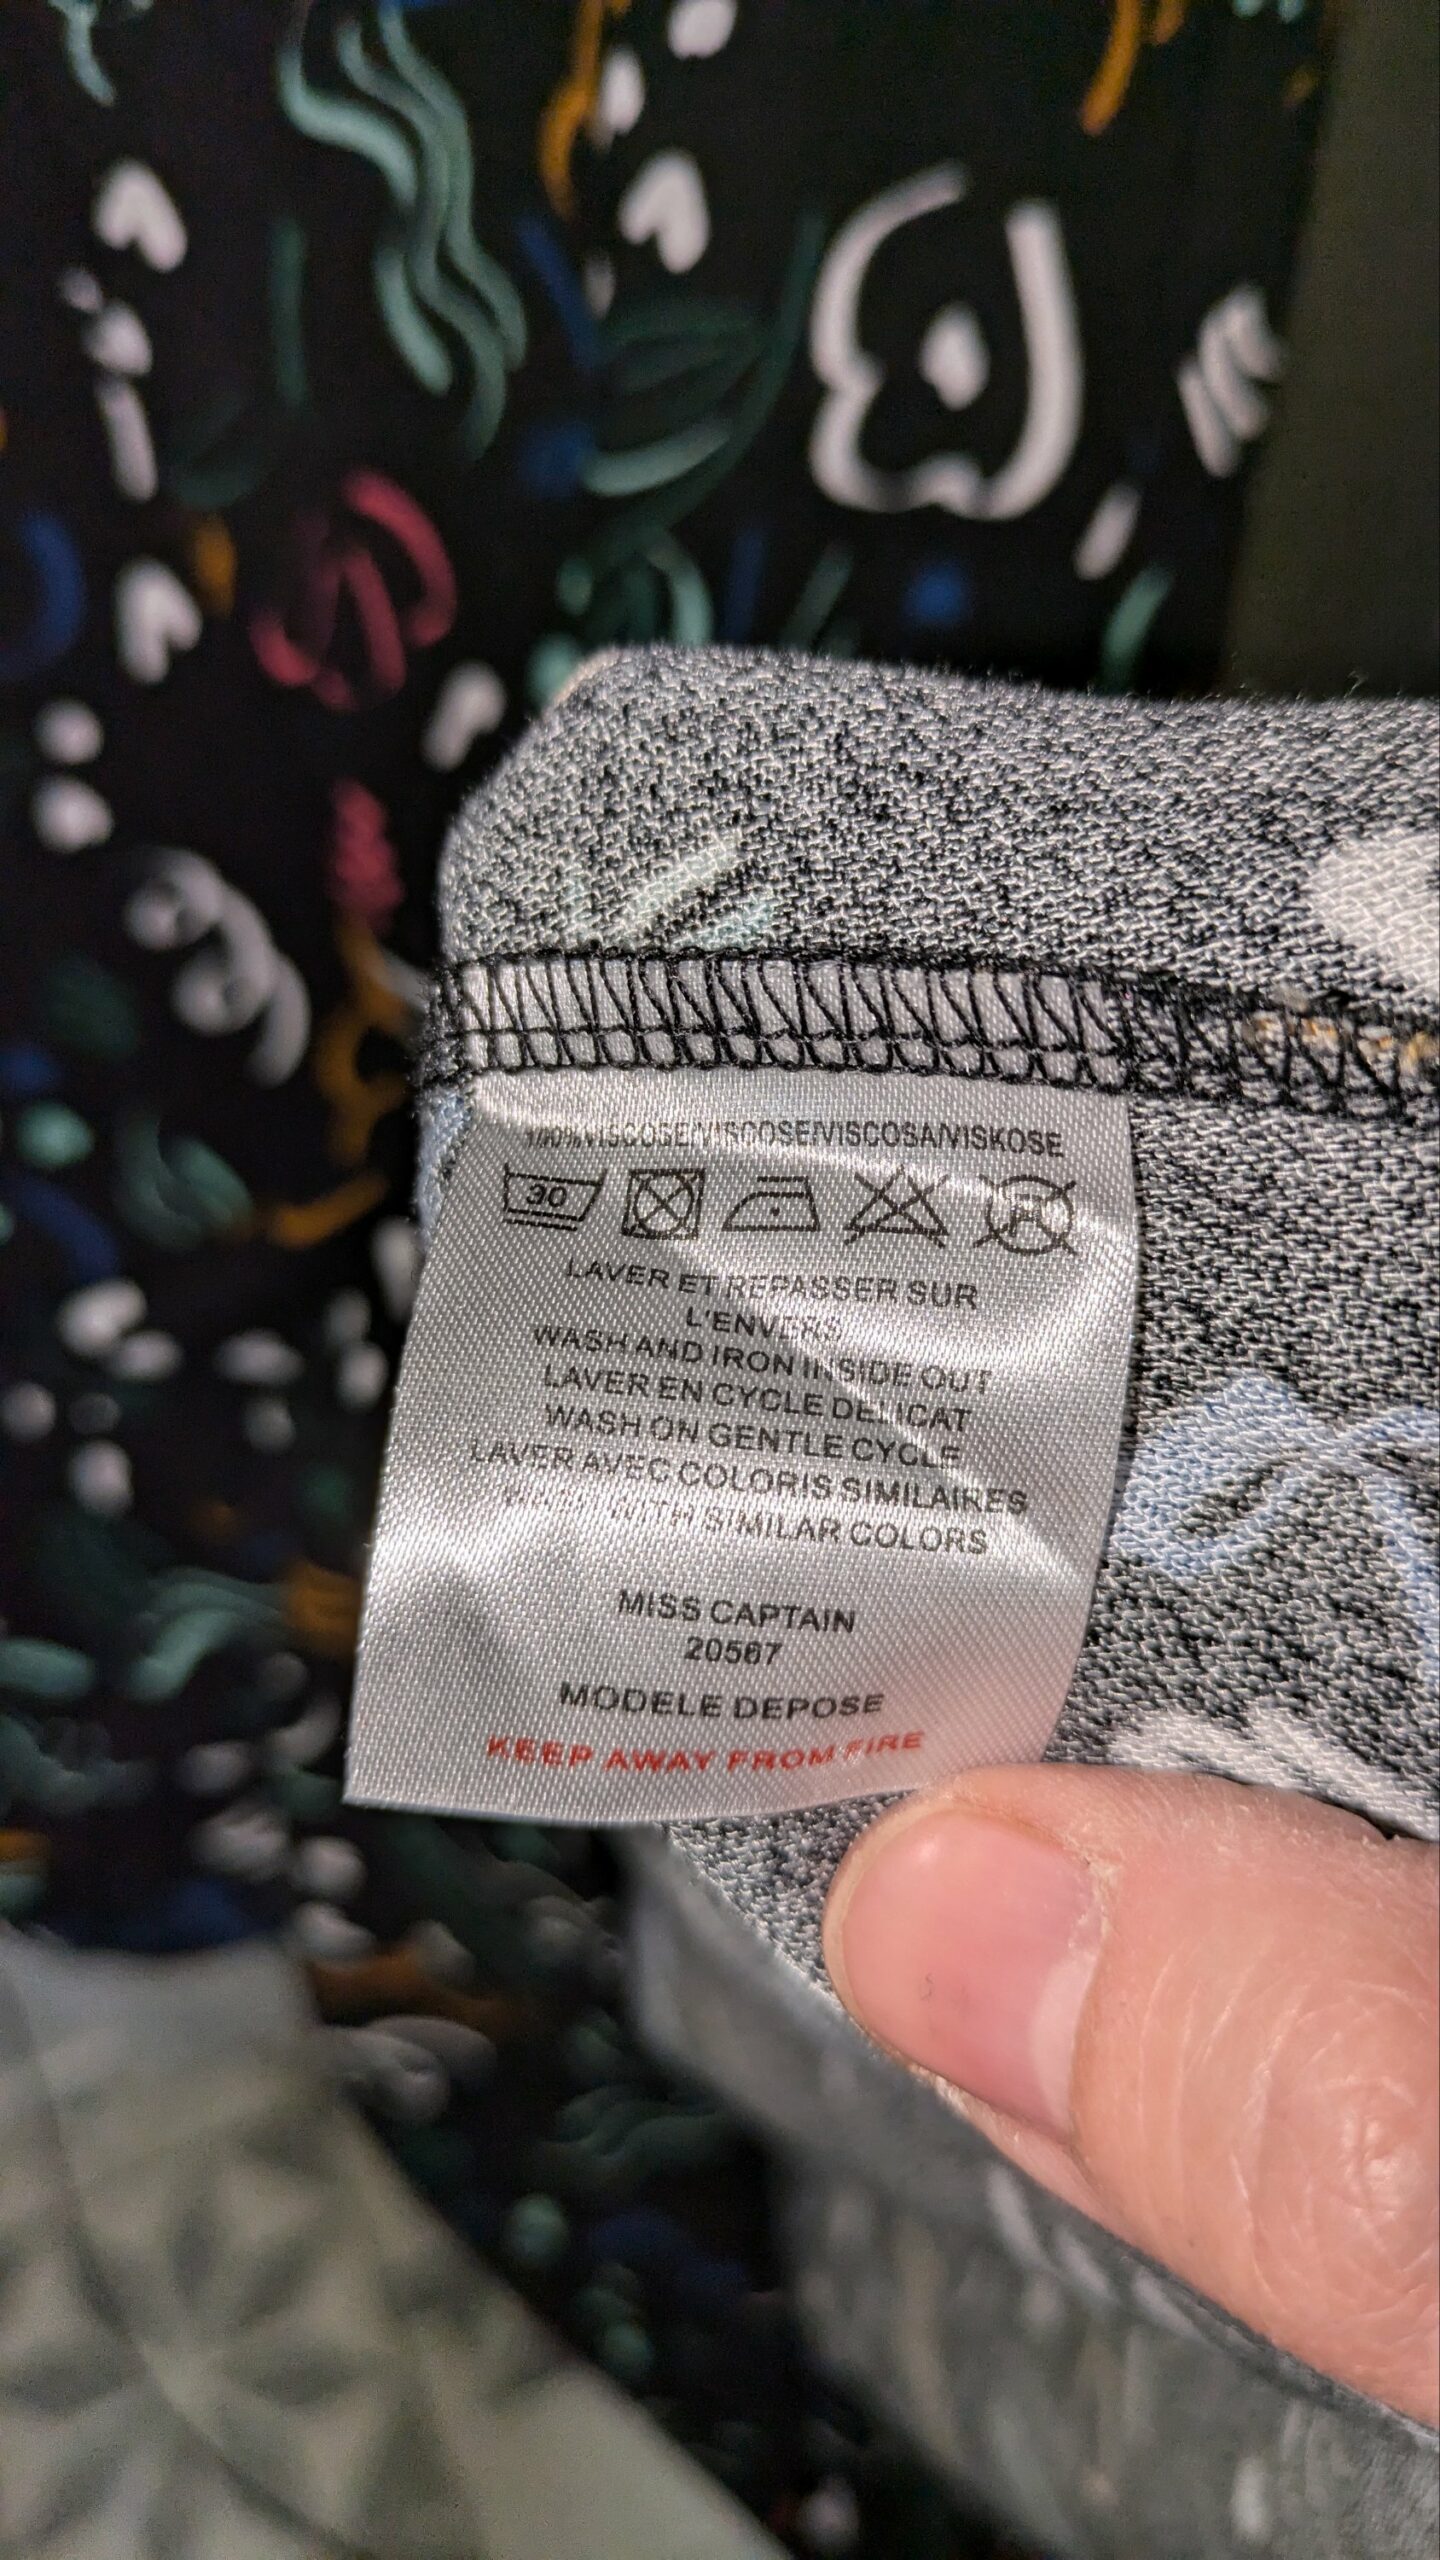 100%VISCOSE/VISCOSE/VISCOSA/VISKOSE
30
P
LAVER ET REPASSER SUR
L'ENVERS
WASH AND IRON INSIDE OUT
LAVER EN CYCLE DELICAT
WASH ON GENTLE CYCLE
LAVER AVEC COLORIS SIMILAIRES
WASH WITH SIMILAR COLORS
MISS CAPTAIN
20567
MODELE DEPOSE
KEEP AWAY FROM FIRE